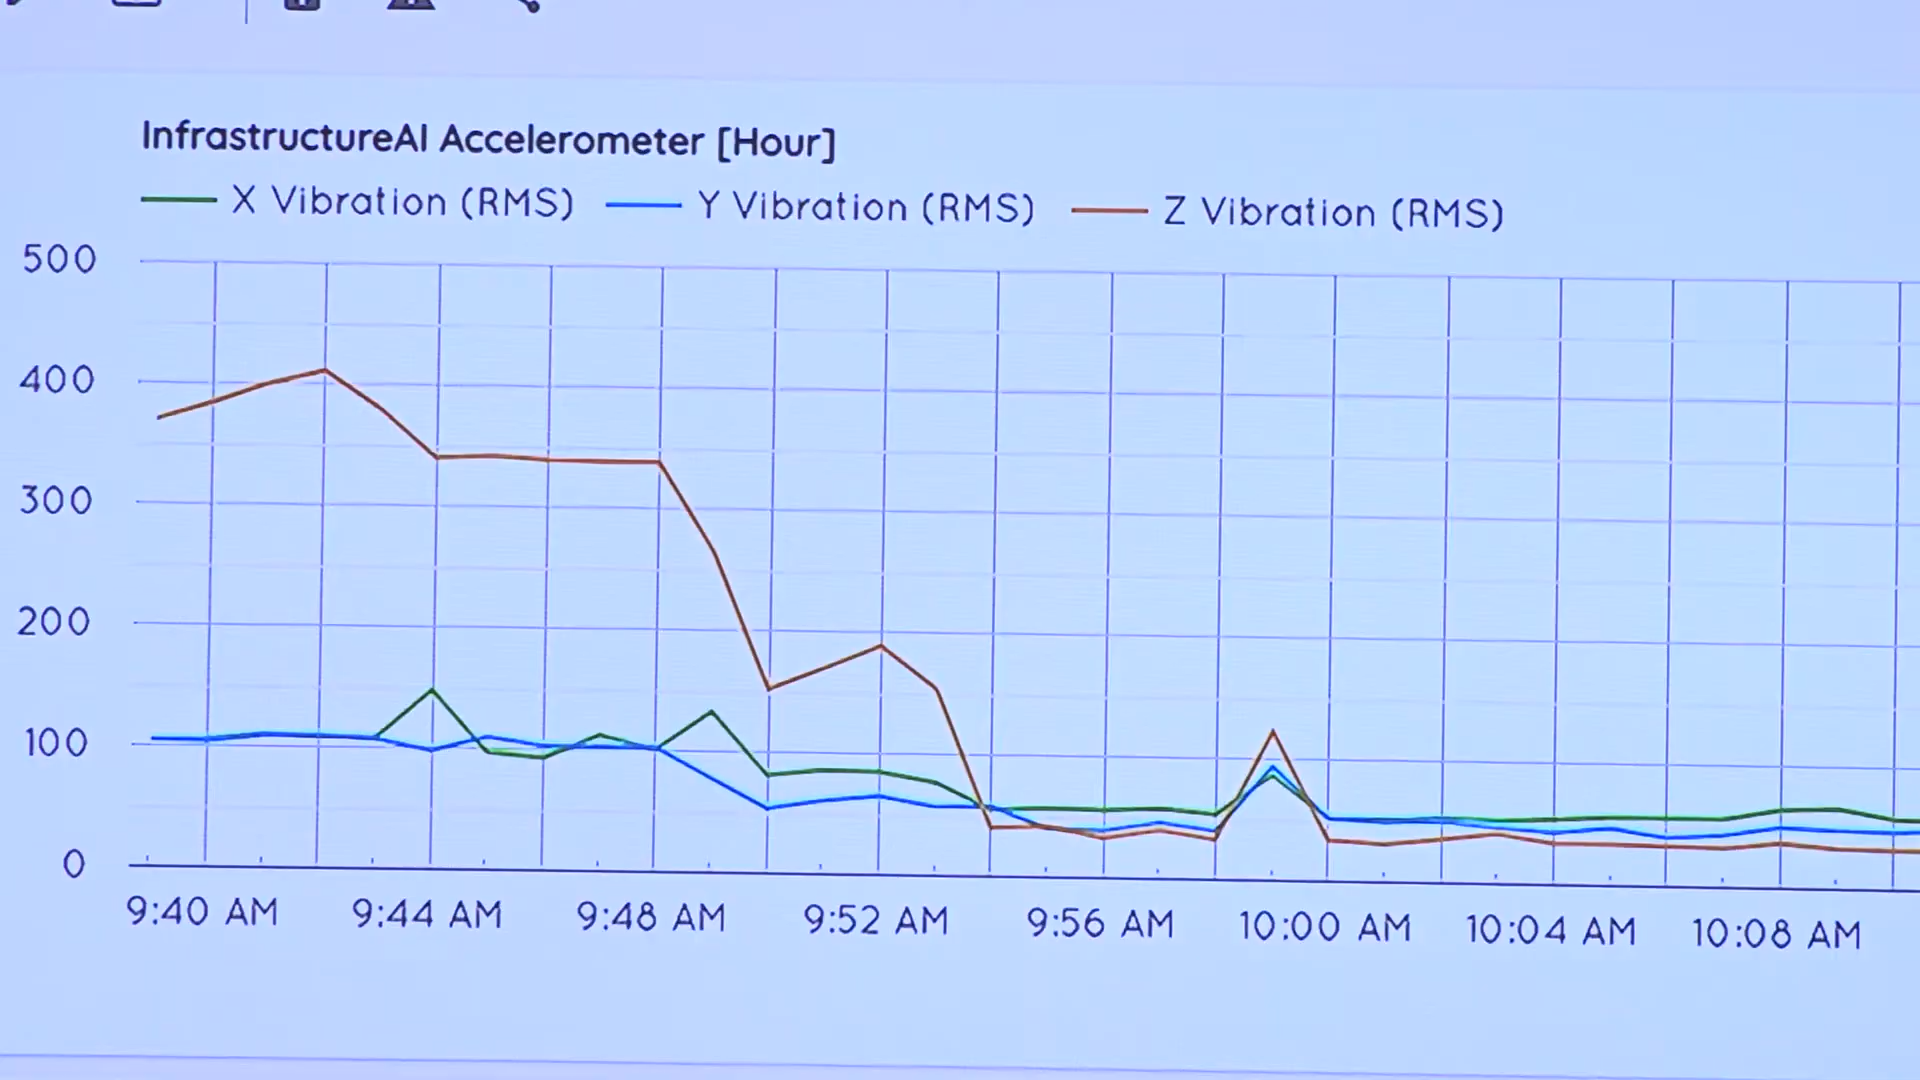 InfrastructureAI Accelerometer [Hour]
X Vibration (RMS) Y Vibration (RMS) Z Vibration (RMS)
500
400
300
200
100
0
9:40 AM 9:44 AM 9:48 AM 9:52 AM 9:56 AM 10:00 AM 10:04 AM 10:08 AM